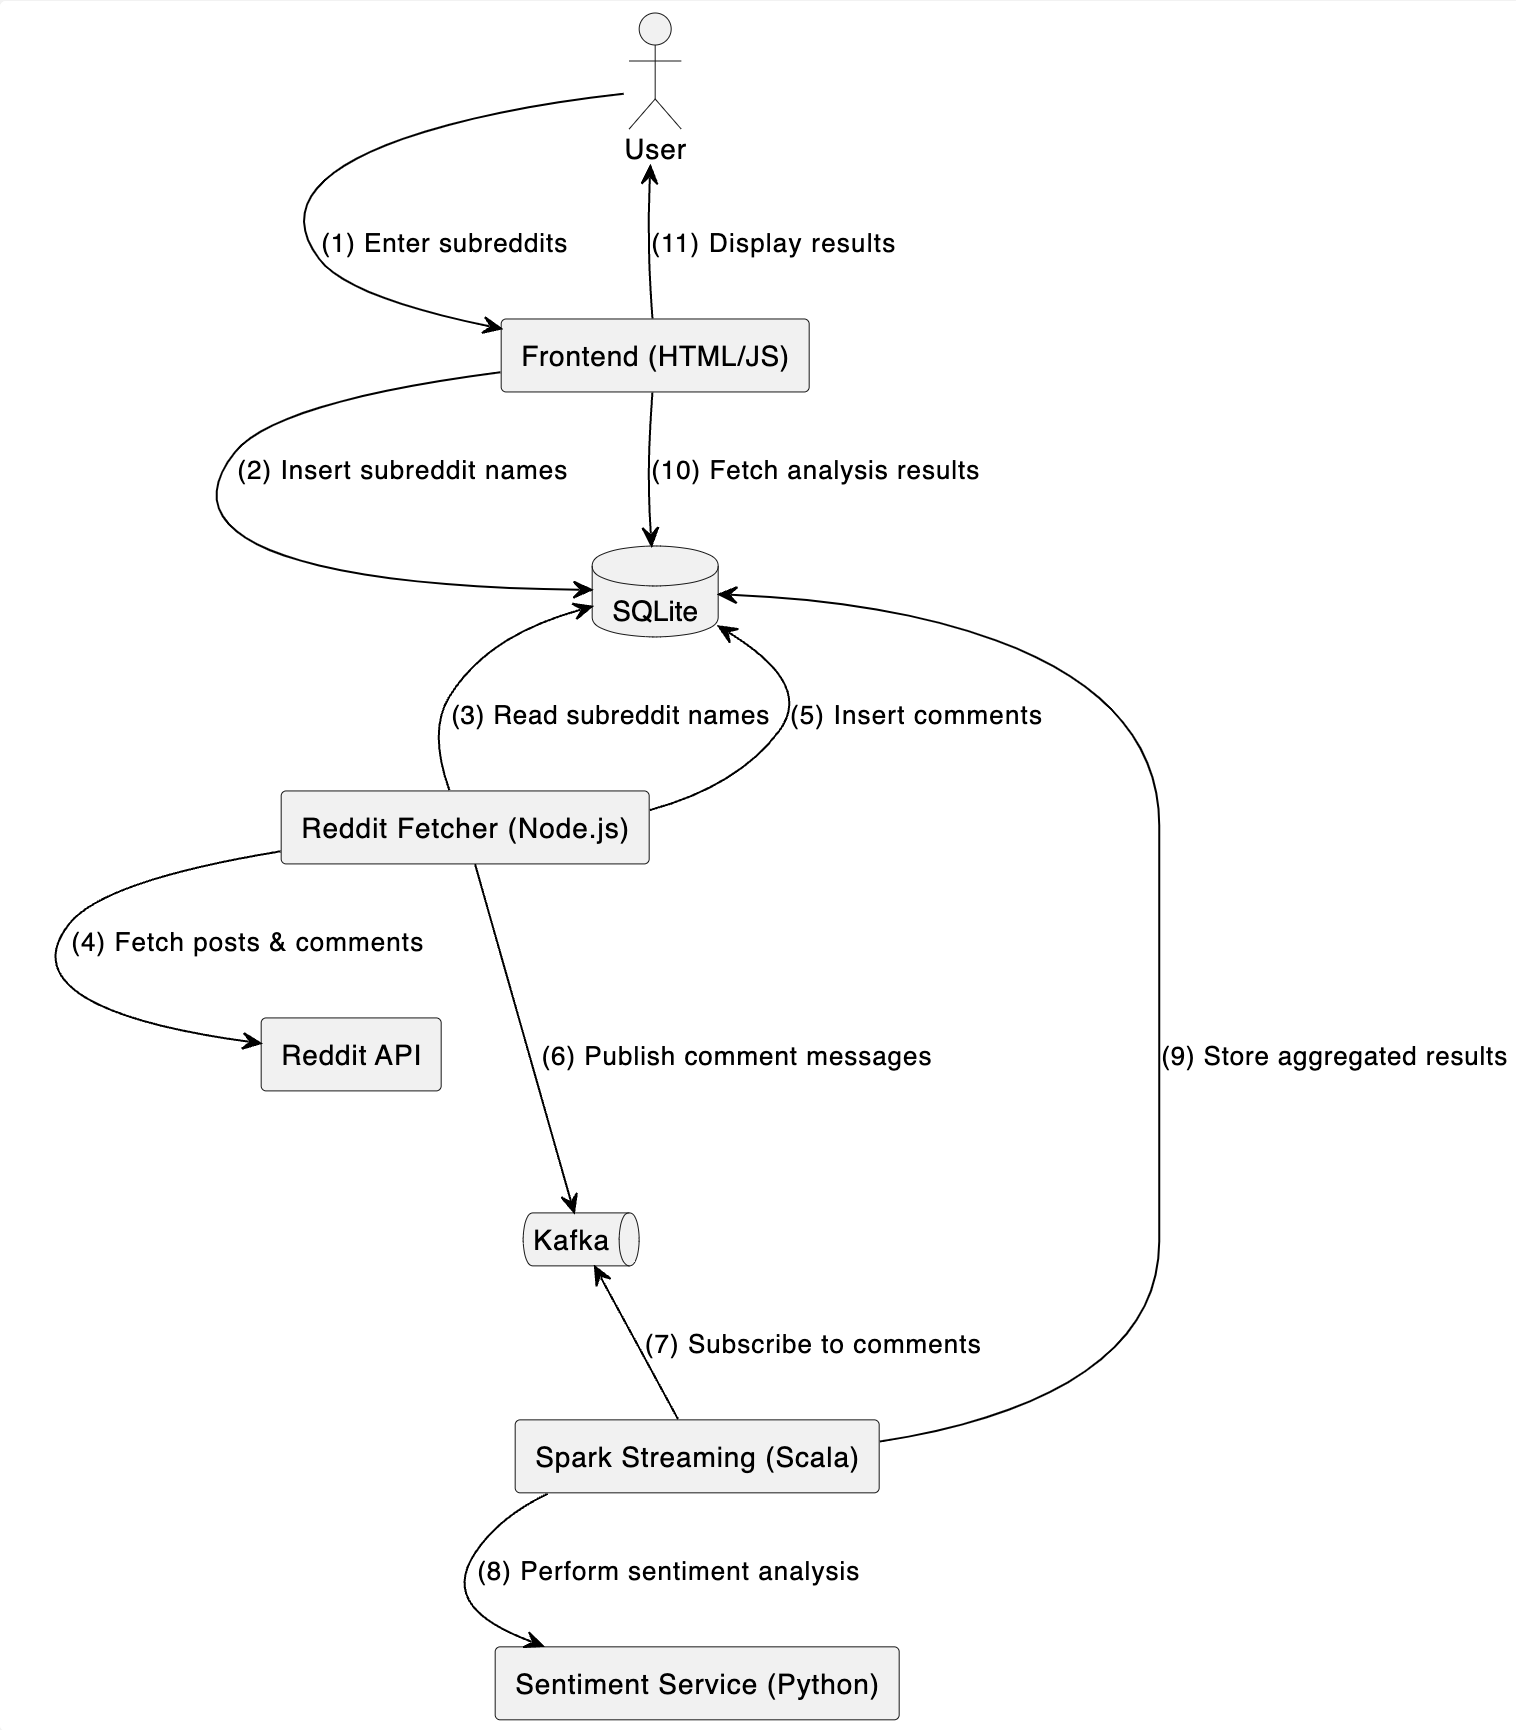 User
(1) Enter subreddits
(11) Display results
Frontend (HTML/JS)
(2) Insert subreddit names
(10) Fetch analysis results
SQLite
(3) Read subreddit names
(5) Insert comments
Reddit Fetcher (Node.js)
(4) Fetch posts & comments
Reddit API
(6) Publish comment messages
(9) Store aggregated results
Kafka
(7) Subscribe to comments
Spark Streaming (Scala)
(8) Perform sentiment analysis
Sentiment Service (Python)